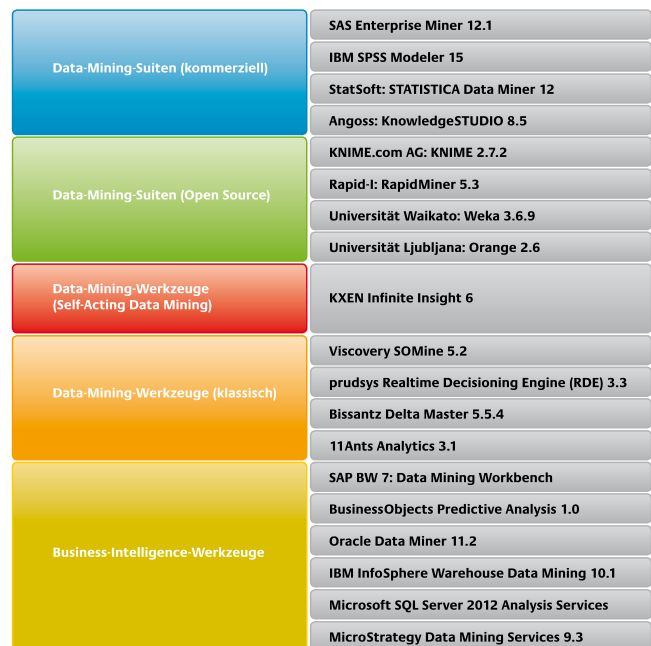 Data-Mining-Suiten (kommerziell)
SAS Enterprise Miner 12.1
IBM SPSS Modeler 15
StatSoft: STATISTICA Data Miner 12
Angoss: KnowledgeSTUDIO 8.5
Data-Mining-Suiten (Open Source)
KNIME.com AG: KNIME 2.7.2
Rapid-I: RapidMiner 5.3
Universität Waikato: Weka 3.6.9
Universität Ljubljana: Orange 2.6
Data-Mining-Werkzeuge
(Self-Acting Data Mining)
KXEN Infinite Insight 6
Data-Mining-Werkzeuge (klassisch)
Viscovery SOMine 5.2
prudsys Realtime Decisioning Engine (RDE) 3.3
Bissantz Delta Master 5.5.4
11Ants Analytics 3.1
Business-Intelligence-Werkzeuge
SAP BW 7: Data Mining Workbench
BusinessObjects Predictive Analysis 1.0
Oracle Data Miner 11.2
IBM InfoSphere Warehouse Data Mining 10.1
Microsoft SQL Server 2012 Analysis Services
MicroStrategy Data Mining Services 9.3